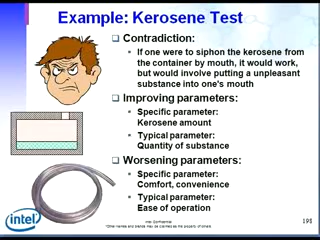 Example: Kerosene Test
Contradiction:
If one were to siphon the kerosene from
the container by mouth, it would work,
but would involve putting a unpleasant
substance into one's mouth
Improving parameters:
Specific parameter:
Kerosene amount
Typical parameter:
Quantity of substance
Worsening parameters:
Specific parameter:
Comfort, convenience
Typical parameter:
Ease of operation
intel
Intel Confidential
*Other names and brands may be claimed as the property of others